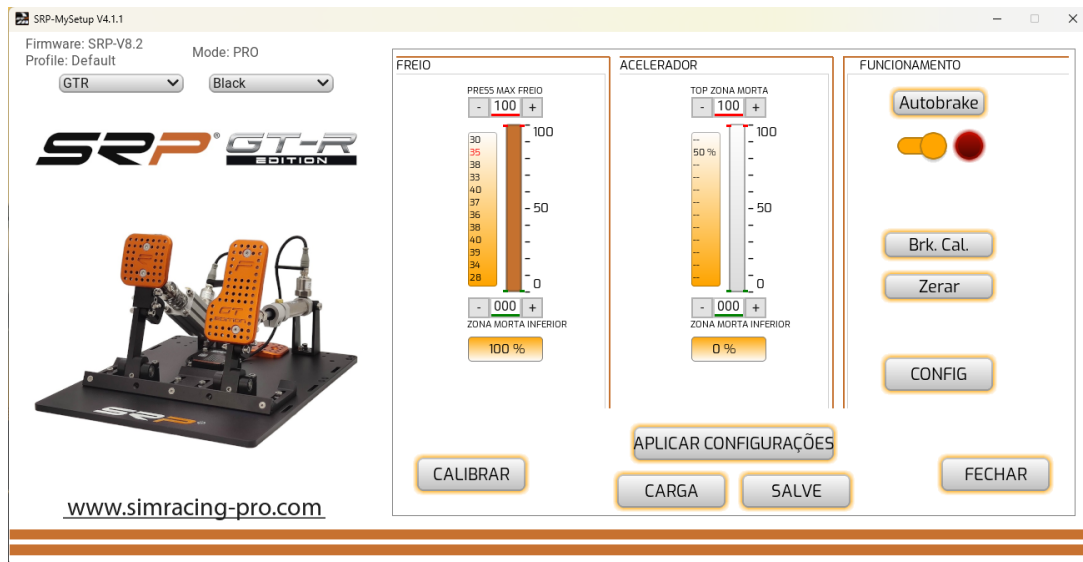 SRP-MySetup V4.1.1
Firmware: SRP-V8.2
Profile: Default
Mode: PRO
GTR
Black
SRP GT-R
EDITION
GT
EDITION
SRP
www.simracing-pro.com
FREIO
PRESS MAX FREIO
- 100 +
30
35
38
33
40
37
36
38
40
39
34
28
100
50
0
- 000 +
ZONA MORTA INFERIOR
100 %
ACELERADOR
TOP ZONA MORTA
- 100 +
--
50 %
--
--
--
--
--
--
--
--
--
--
100
50
0
- 000 +
ZONA MORTA INFERIOR
0 %
FUNCIONAMENTO
Autobrake
Brk. Cal.
Zerar
CONFIG
APLICAR CONFIGURAÇÕES
CALIBRAR
CARGA
SALVE
FECHAR